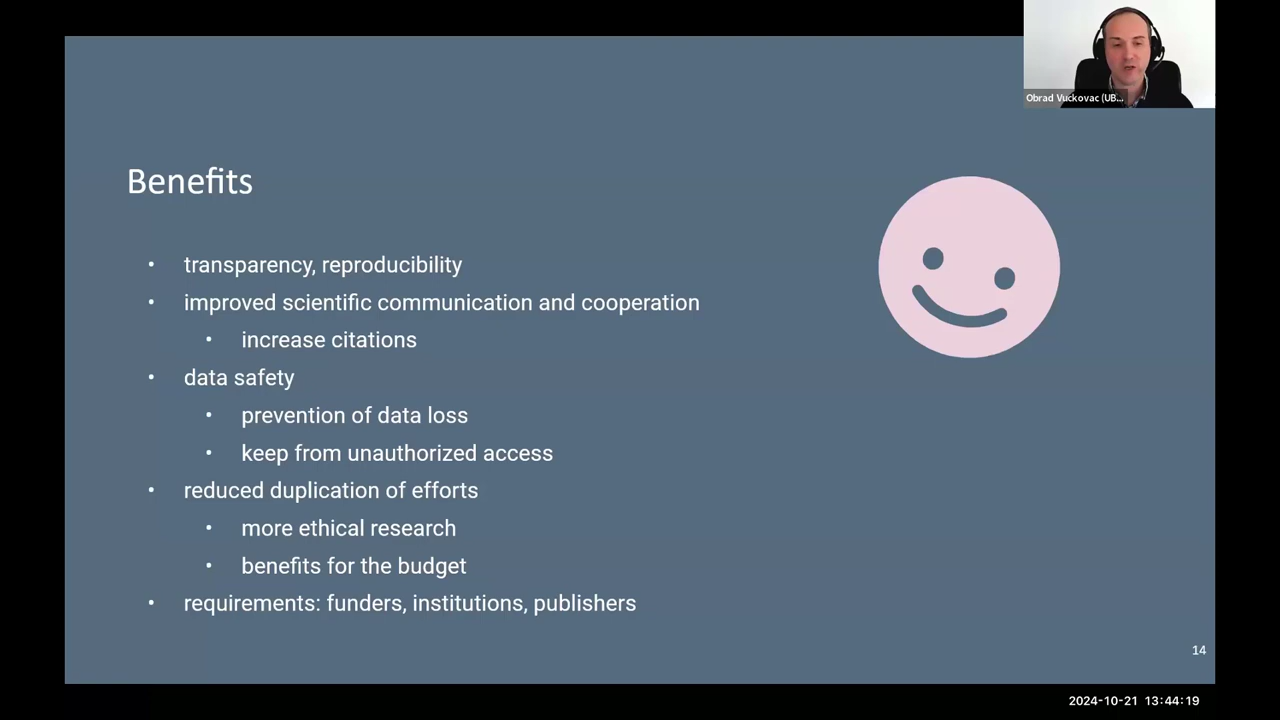 Obrad Vuckovac (UB...
Benefits
• transparency, reproducibility
• improved scientific communication and cooperation
• increase citations
• data safety
• prevention of data loss
• keep from unauthorized access
• reduced duplication of efforts
• more ethical research
• benefits for the budget
• requirements: funders, institutions, publishers
14
2024-10-21 13:44:19